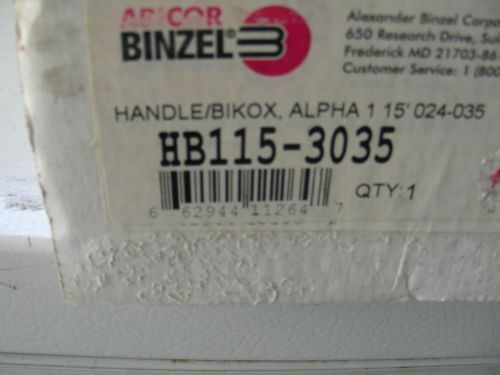 ABICOR
BINZEL®
Alexander Binzel Corp
650 Research Drive,
Frederick MD 21703-86
Customer Service: 1 (800
HANDLE/BIKOX, ALPHA 1 15' 024-035
HB115-3035
QTY:1
6 62944 11264 7